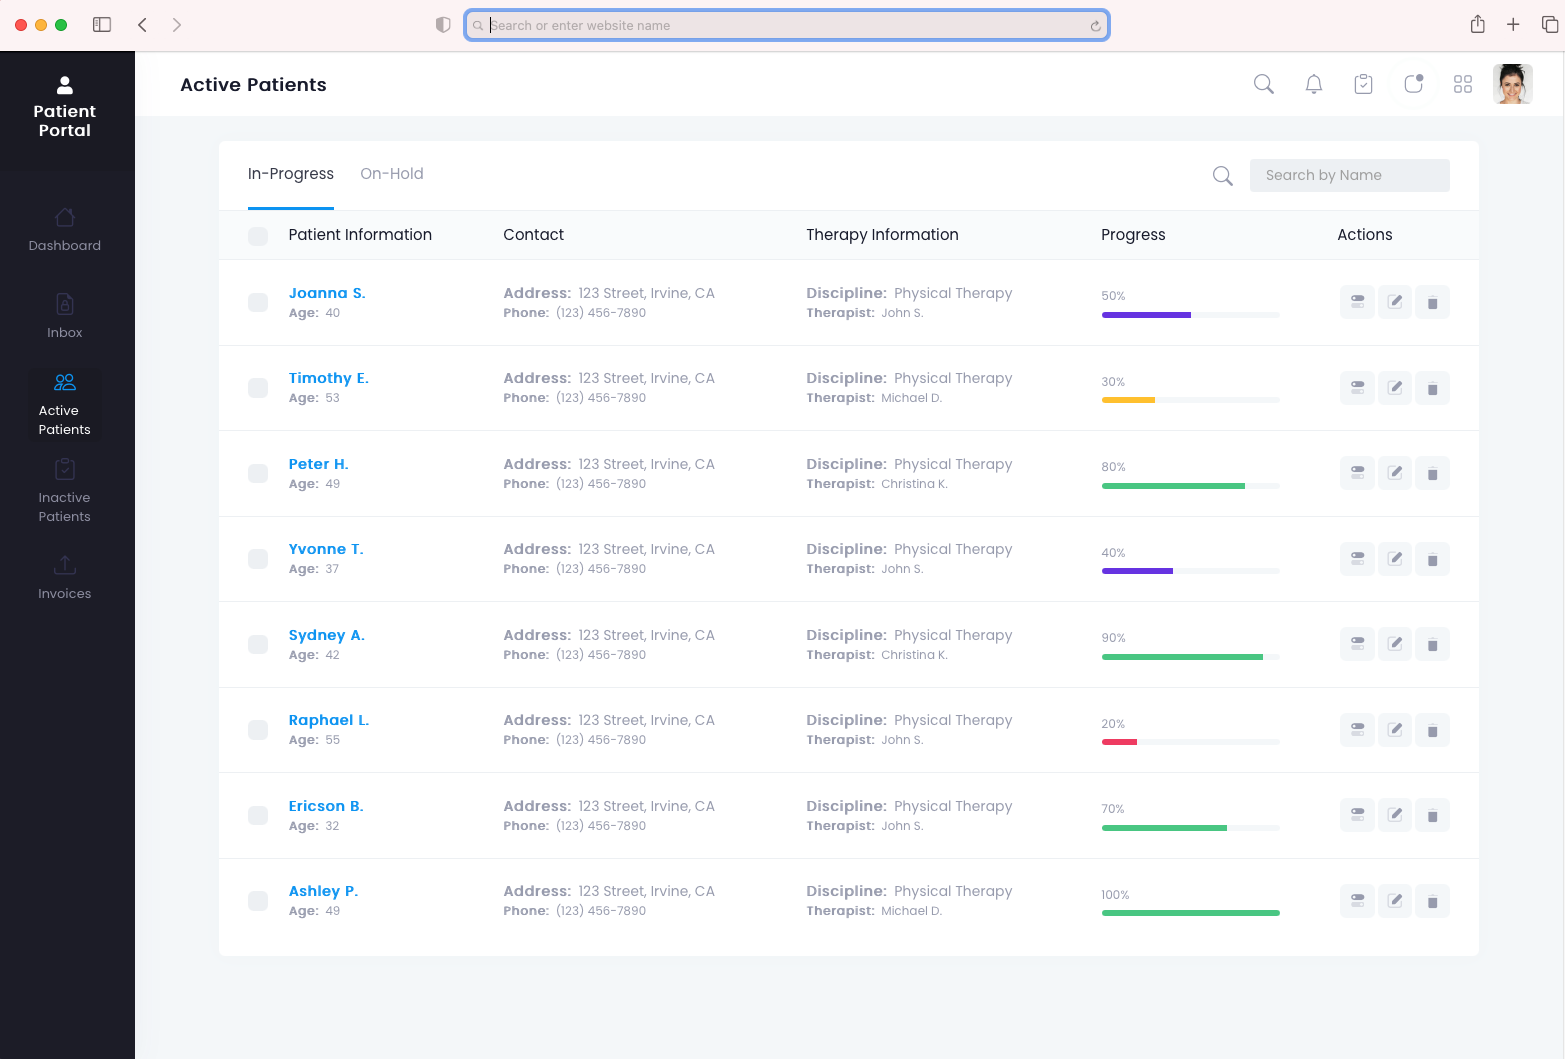 Search or enter website name
Patient
Portal
Active Patients
Dashboard
Inbox
Active
Patients
Inactive
Patients
Invoices
In-Progress On-Hold Search by Name
Patient Information Contact Therapy Information Progress Actions
Joanna S. Address: 123 Street, Irvine, CA Discipline: Physical Therapy 50%
Age: 40 Phone: (123) 456-7890 Therapist: John S.
Timothy E. Address: 123 Street, Irvine, CA Discipline: Physical Therapy 30%
Age: 53 Phone: (123) 456-7890 Therapist: Michael D.
Peter H. Address: 123 Street, Irvine, CA Discipline: Physical Therapy 80%
Age: 49 Phone: (123) 456-7890 Therapist: Christina K.
Yvonne T. Address: 123 Street, Irvine, CA Discipline: Physical Therapy 40%
Age: 37 Phone: (123) 456-7890 Therapist: John S.
Sydney A. Address: 123 Street, Irvine, CA Discipline: Physical Therapy 90%
Age: 42 Phone: (123) 456-7890 Therapist: Christina K.
Raphael L. Address: 123 Street, Irvine, CA Discipline: Physical Therapy 20%
Age: 55 Phone: (123) 456-7890 Therapist: John S.
Ericson B. Address: 123 Street, Irvine, CA Discipline: Physical Therapy 70%
Age: 32 Phone: (123) 456-7890 Therapist: John S.
Ashley P. Address: 123 Street, Irvine, CA Discipline: Physical Therapy 100%
Age: 49 Phone: (123) 456-7890 Therapist: Michael D.